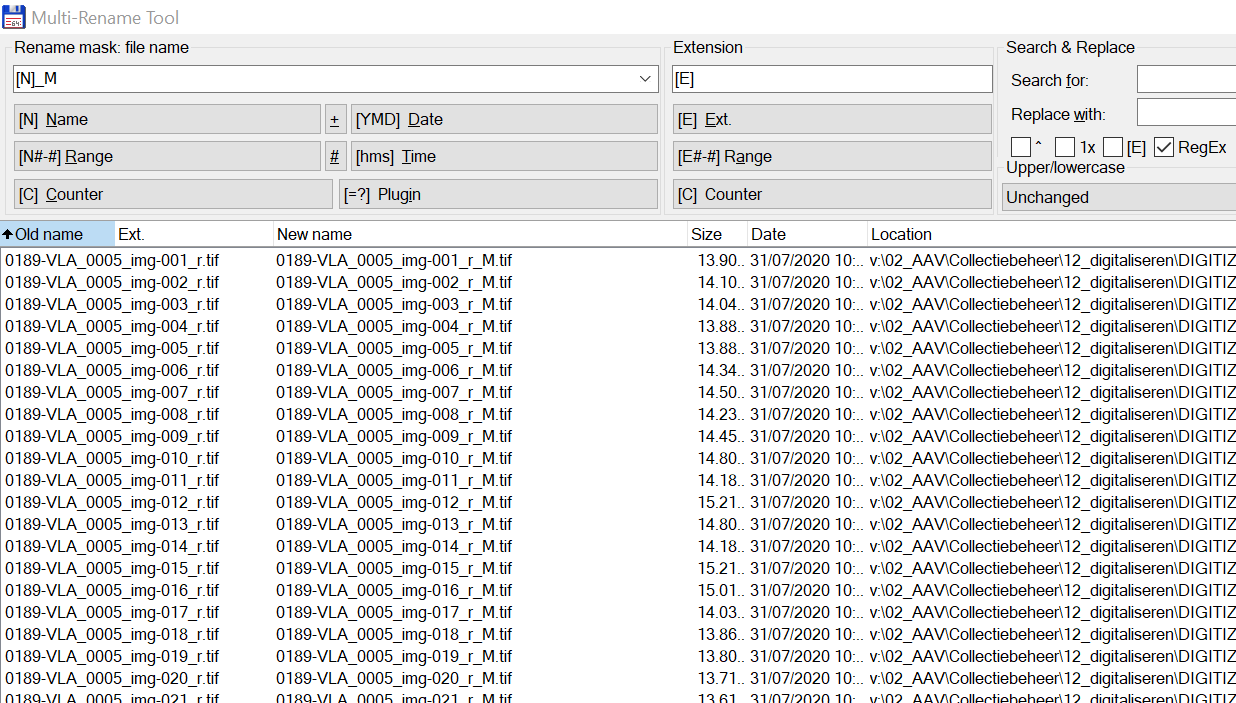 Multi-Rename Tool
Rename mask: file name
Extension
Search & Replace
[N]_M
[E]
Search for:
[N] Name
+
[YMD] Date
[E] Ext.
Replace with:
[N#-#] Range
#
[hms] Time
[E#-#] Range
^ 1x [E] RegEx
Upper/lowercase
[C] Counter
[=?] Plugin
[C] Counter
Unchanged
Old name Ext. New name Size Date Location
0189-VLA_0005_img-001_r.tif 0189-VLA_0005_img-001_r_M.tif 13.90.. 31/07/2020 10:.. v:\02_AAV\Collectiebeheer\12_digitaliseren\DIGITIZ
0189-VLA_0005_img-002_r.tif 0189-VLA_0005_img-002_r_M.tif 14.10.. 31/07/2020 10:.. v:\02_AAV\Collectiebeheer\12_digitaliseren\DIGITIZ
0189-VLA_0005_img-003_r.tif 0189-VLA_0005_img-003_r_M.tif 14.04.. 31/07/2020 10:.. v:\02_AAV\Collectiebeheer\12_digitaliseren\DIGITIZ
0189-VLA_0005_img-004_r.tif 0189-VLA_0005_img-004_r_M.tif 13.88.. 31/07/2020 10:.. v:\02_AAV\Collectiebeheer\12_digitaliseren\DIGITIZ
0189-VLA_0005_img-005_r.tif 0189-VLA_0005_img-005_r_M.tif 13.88.. 31/07/2020 10:.. v:\02_AAV\Collectiebeheer\12_digitaliseren\DIGITIZ
0189-VLA_0005_img-006_r.tif 0189-VLA_0005_img-006_r_M.tif 14.34.. 31/07/2020 10:.. v:\02_AAV\Collectiebeheer\12_digitaliseren\DIGITIZ
0189-VLA_0005_img-007_r.tif 0189-VLA_0005_img-007_r_M.tif 14.50.. 31/07/2020 10:.. v:\02_AAV\Collectiebeheer\12_digitaliseren\DIGITIZ
0189-VLA_0005_img-008_r.tif 0189-VLA_0005_img-008_r_M.tif 14.23.. 31/07/2020 10:.. v:\02_AAV\Collectiebeheer\12_digitaliseren\DIGITIZ
0189-VLA_0005_img-009_r.tif 0189-VLA_0005_img-009_r_M.tif 14.45.. 31/07/2020 10:.. v:\02_AAV\Collectiebeheer\12_digitaliseren\DIGITIZ
0189-VLA_0005_img-010_r.tif 0189-VLA_0005_img-010_r_M.tif 14.80.. 31/07/2020 10:.. v:\02_AAV\Collectiebeheer\12_digitaliseren\DIGITIZ
0189-VLA_0005_img-011_r.tif 0189-VLA_0005_img-011_r_M.tif 14.18.. 31/07/2020 10:.. v:\02_AAV\Collectiebeheer\12_digitaliseren\DIGITIZ
0189-VLA_0005_img-012_r.tif 0189-VLA_0005_img-012_r_M.tif 15.21.. 31/07/2020 10:.. v:\02_AAV\Collectiebeheer\12_digitaliseren\DIGITIZ
0189-VLA_0005_img-013_r.tif 0189-VLA_0005_img-013_r_M.tif 14.80.. 31/07/2020 10:.. v:\02_AAV\Collectiebeheer\12_digitaliseren\DIGITIZ
0189-VLA_0005_img-014_r.tif 0189-VLA_0005_img-014_r_M.tif 14.18.. 31/07/2020 10:.. v:\02_AAV\Collectiebeheer\12_digitaliseren\DIGITIZ
0189-VLA_0005_img-015_r.tif 0189-VLA_0005_img-015_r_M.tif 15.21.. 31/07/2020 10:.. v:\02_AAV\Collectiebeheer\12_digitaliseren\DIGITIZ
0189-VLA_0005_img-016_r.tif 0189-VLA_0005_img-016_r_M.tif 15.01.. 31/07/2020 10:.. v:\02_AAV\Collectiebeheer\12_digitaliseren\DIGITIZ
0189-VLA_0005_img-017_r.tif 0189-VLA_0005_img-017_r_M.tif 14.03.. 31/07/2020 10:.. v:\02_AAV\Collectiebeheer\12_digitaliseren\DIGITIZ
0189-VLA_0005_img-018_r.tif 0189-VLA_0005_img-018_r_M.tif 13.86.. 31/07/2020 10:.. v:\02_AAV\Collectiebeheer\12_digitaliseren\DIGITIZ
0189-VLA_0005_img-019_r.tif 0189-VLA_0005_img-019_r_M.tif 13.80.. 31/07/2020 10:.. v:\02_AAV\Collectiebeheer\12_digitaliseren\DIGITIZ
0189-VLA_0005_img-020_r.tif 0189-VLA_0005_img-020_r_M.tif 13.71.. 31/07/2020 10:.. v:\02_AAV\Collectiebeheer\12_digitaliseren\DIGITIZ
0189-VLA_0005_img-021_r.tif 0189-VLA_0005_img-021_r_M.tif 13.61.. 31/07/2020 10:.. v:\02_AAV\Collectiebeheer\12_digitaliseren\DIGITIZ